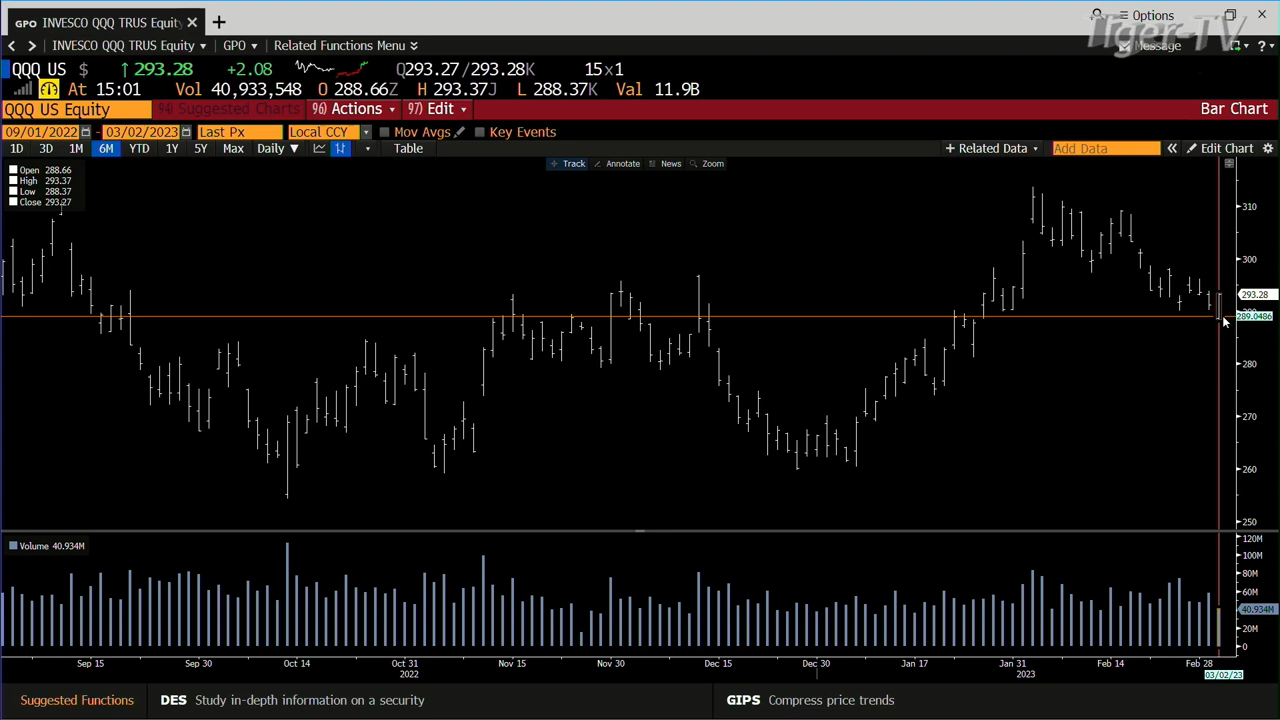 GPO INVESCO QQQ TRUS Equity × +
Options
Tiger-TV
INVESCO QQQ TRUS Equity GPO Related Functions Menu
Message ?
QQQ US $ ↑ 293.28 +2.08 Q293.27/293.28K 15x1
At 15:01 Vol 40,933,548 O 288.66Z H 293.37J L 288.37K Val 11.9B
QQQ US Equity 94) Suggested Charts 96) Actions 97) Edit Bar Chart
09/01/2022 - 03/02/2023 Last Px Local CCY Mov Avgs Key Events
1D 3D 1M 6M YTD 1Y 5Y Max Daily ▼ Table + Related Data Add Data « Edit Chart
Track Annotate News Zoom
Open 288.66
High 293.37
Low 288.37
Close 293.27
310
300
293.28
289.0486
280
270
260
250
Volume 40.934M
120M
100M
80M
60M
40.934M
20M
0
Sep 15 Sep 30 Oct 14 Oct 31 Nov 15 Nov 30 Dec 15 Dec 30 Jan 17 Jan 31 Feb 14 Feb 28
2022 2023 03/02/23
Suggested Functions DES Study in-depth information on a security GIPS Compress price trends